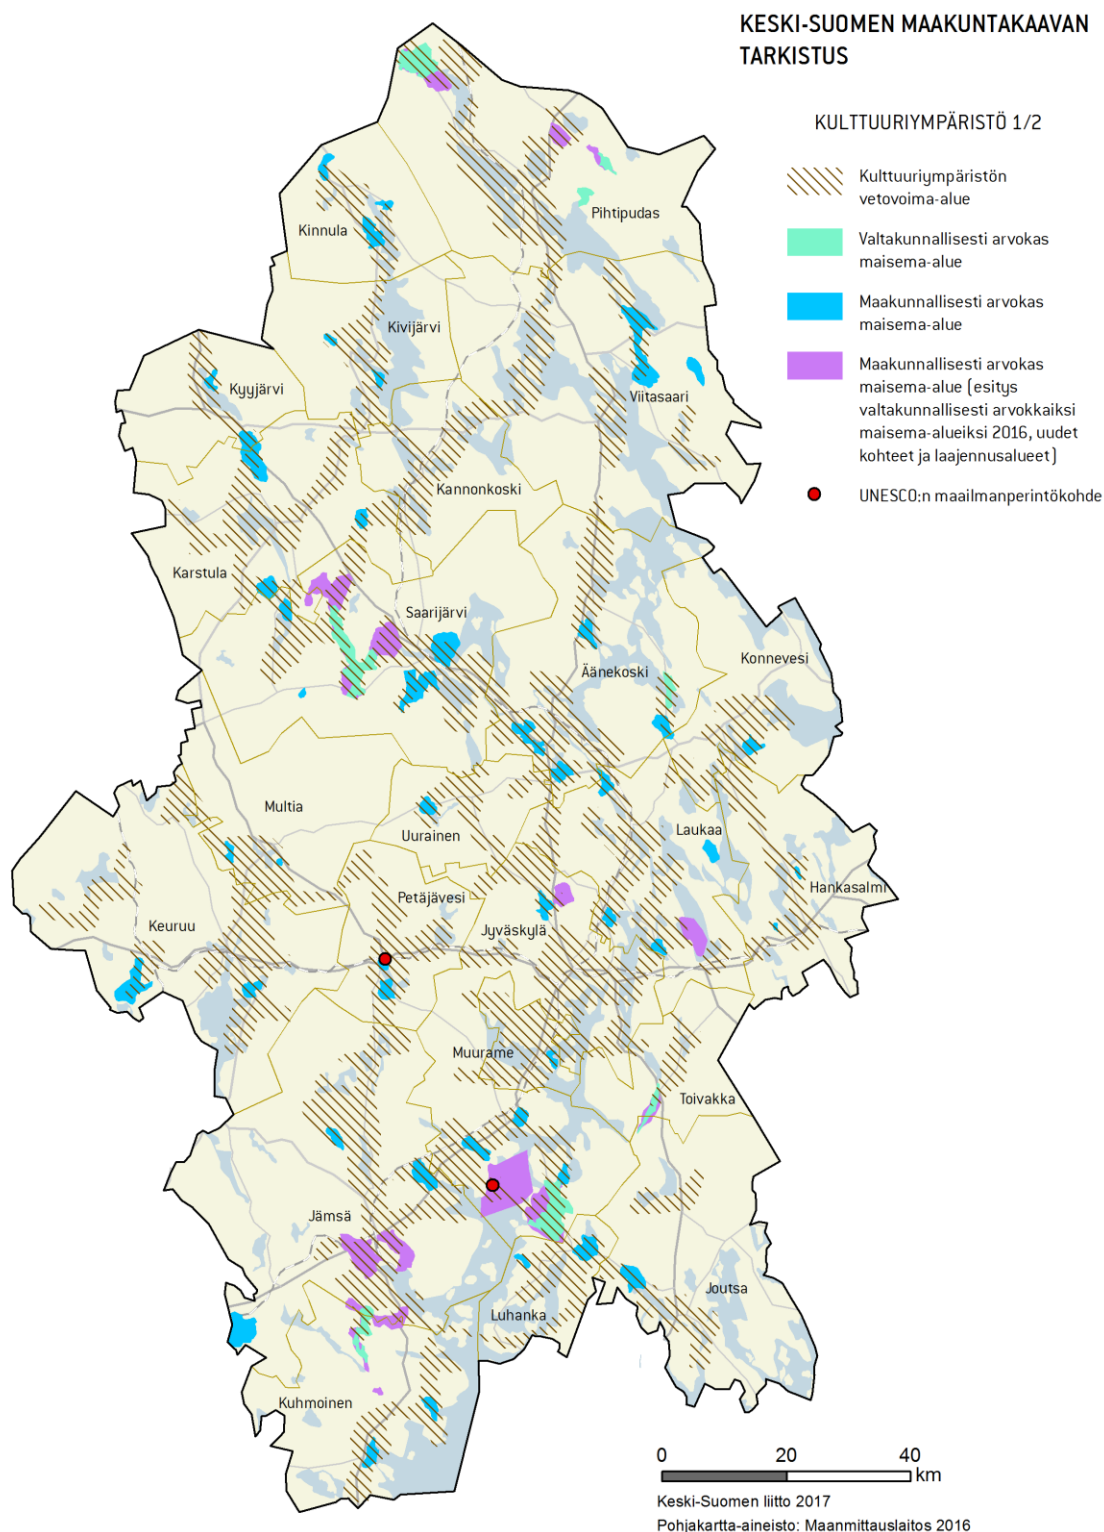 KESKI-SUOMEN MAAKUNTAKAAVAN
TARKISTUS
KULTTUURIYMPÄRISTÖ 1/2
Kulttuuriympäristön
vetovoima-alue
Valtakunnallisesti arvokas
maisema-alue
Maakunnallisesti arvokas
maisema-alue
Maakunnallisesti arvokas
maisema-alue (esitys
valtakunnallisesti arvokkaiksi
maisema-alueiksi 2016, uudet
kohteet ja laajennusalueet)
UNESCO:n maailmanperintökohde
Pihtipudas
Kinnula
Kivijärvi
Kyyjärvi
Viitasaari
Kannonkoski
Karstula
Saarijärvi
Äänekoski
Konnevesi
Multia
Uurainen
Laukaa
Hankasalmi
Petäjävesi
Keuruu
Jyväskylä
Muurame
Toivakka
Jämsä
Joutsa
Luhanka
Kuhmoinen
0 20 40
km
Keski-Suomen liitto 2017
Pohjakartta-aineisto: Maanmittauslaitos 2016